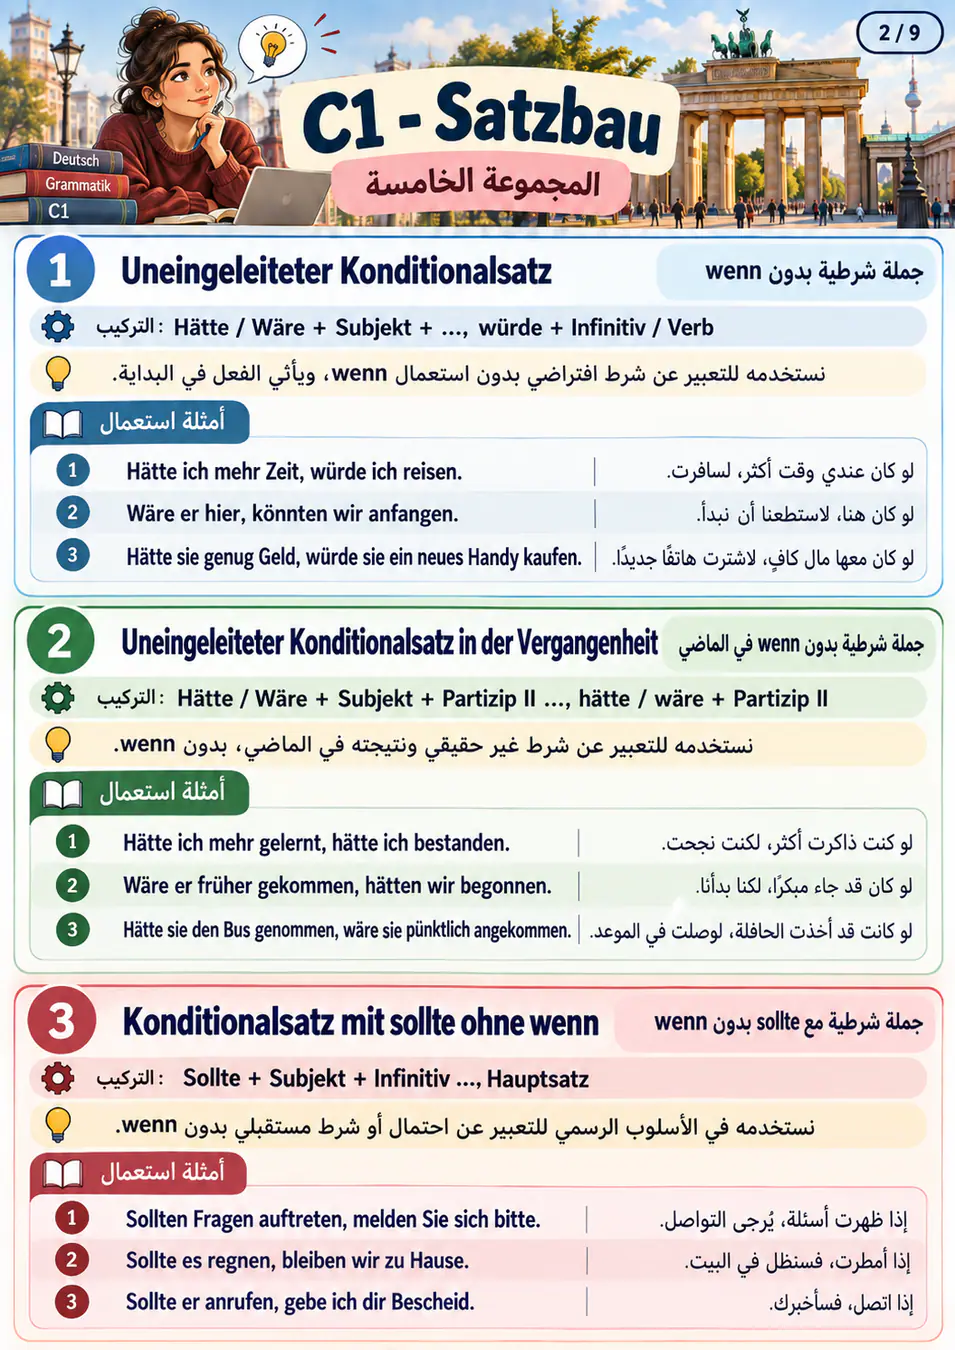 2 / 9
C1 - Satzbau
المجموعة الخامسة
Deutsch
Grammatik
C1
1 Uneingeleiteter Konditionalsatz
جملة شرطية بدون wenn
التركيب: Hätte / Wäre + Subjekt + ..., würde + Infinitiv / Verb
نستخدمه للتعبير عن شرط افتراضي بدون استعمال wenn، ويأثي الفعل في البداية.
أمثلة استعمال
1 Hätte ich mehr Zeit, würde ich reisen. | لو كان عندي وقت أكثر، لسافرت.
2 Wäre er hier, könnten wir anfangen. | لو كان هنا، لاستطعنا أن نبدأ.
3 Hätte sie genug Geld, würde sie ein neues Handy kaufen. | لو كان معها مال كافٍ، لاشترت هاتفًا جديدًا.
2 Uneingeleiteter Konditionalsatz in der Vergangenheit
جملة شرطية بدون wenn في الماضي
التركيب: Hätte / Wäre + Subjekt + Partizip II ..., hätte / wäre + Partizip II
نستخدمه للتعبير عن شرط غير حقيقي ونتيجته في الماضي، بدون wenn.
أمثلة استعمال
1 Hätte ich mehr gelernt, hätte ich bestanden. | لو كنت ذاكرت أكثر، لكنت نجحت.
2 Wäre er früher gekommen, hätten wir begonnen. | لو كان قد جاء مبكرًا، لكنا بدأنا.
3 Hätte sie den Bus genommen, wäre sie pünktlich angekommen. | لو كانت قد أخذت الحافلة، لوصلت في الموعد.
3 Konditionalsatz mit sollte ohne wenn
جملة شرطية مع sollte بدون wenn
التركيب: Sollte + Subjekt + Infinitiv ..., Hauptsatz
نستخدمه في الأسلوب الرسمي للتعبير عن احتمال أو شرط مستقبلي بدون wenn.
أمثلة استعمال
1 Sollten Fragen auftreten, melden Sie sich bitte. | إذا ظهرت أسئلة، يُرجى التواصل.
2 Sollte es regnen, bleiben wir zu Hause. | إذا أمطرت، فسنظل في البيت.
3 Sollte er anrufen, gebe ich dir Bescheid. | إذا اتصل، فسأخبرك.